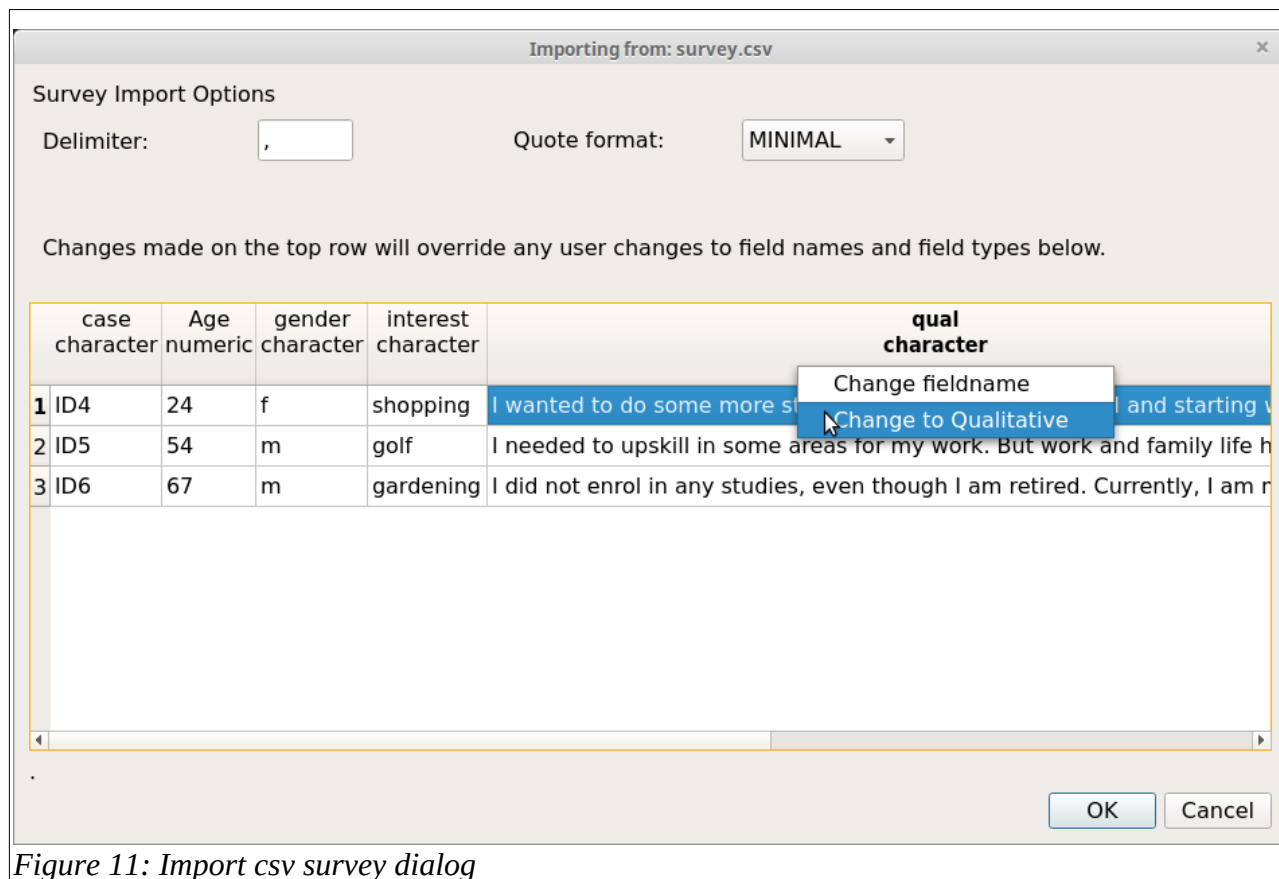 Importing from: survey.csv ×
Survey Import Options
Delimiter: , Quote format: MINIMAL
Changes made on the top row will override any user changes to field names and field types below.
case Age gender interest qual
character numeric character character character
Change fieldname
1 ID4 24 f shopping I wanted to do some more Change to Qualitative and starting
2 ID5 54 m golf I needed to upskill in some areas for my work. But work and family life
3 ID6 67 m gardening I did not enrol in any studies, even though I am retired. Currently, I am
.
OK Cancel
Figure 11: Import csv survey dialog